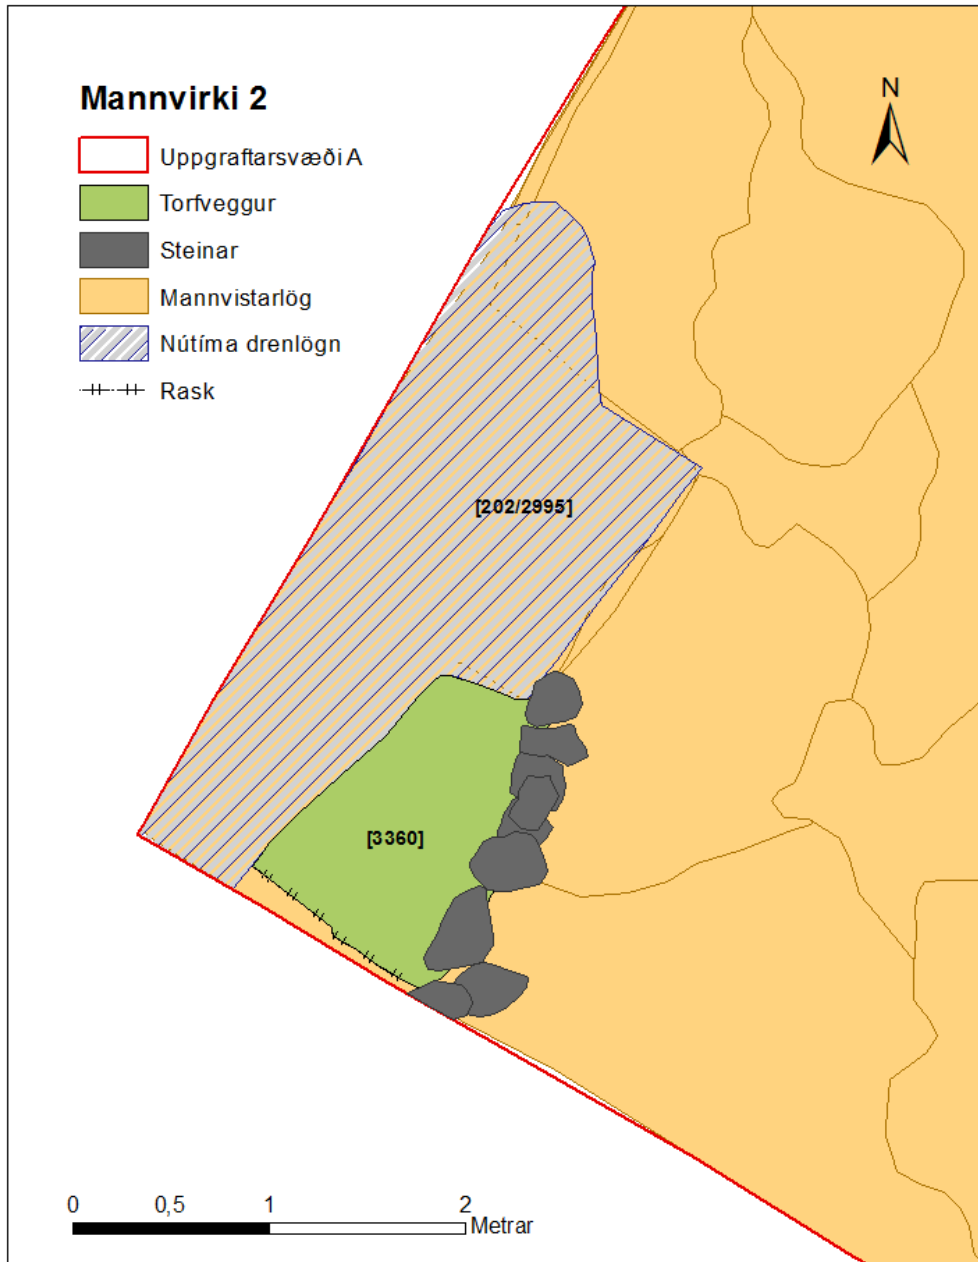 Mannvirki 2
Uppgraftarsvæði A
Torfveggur
Steinar
Mannvistarlög
Nútíma drenlögn
Rask
N
[202/2995]
[3360]
0 0,5 1 2
Metrar